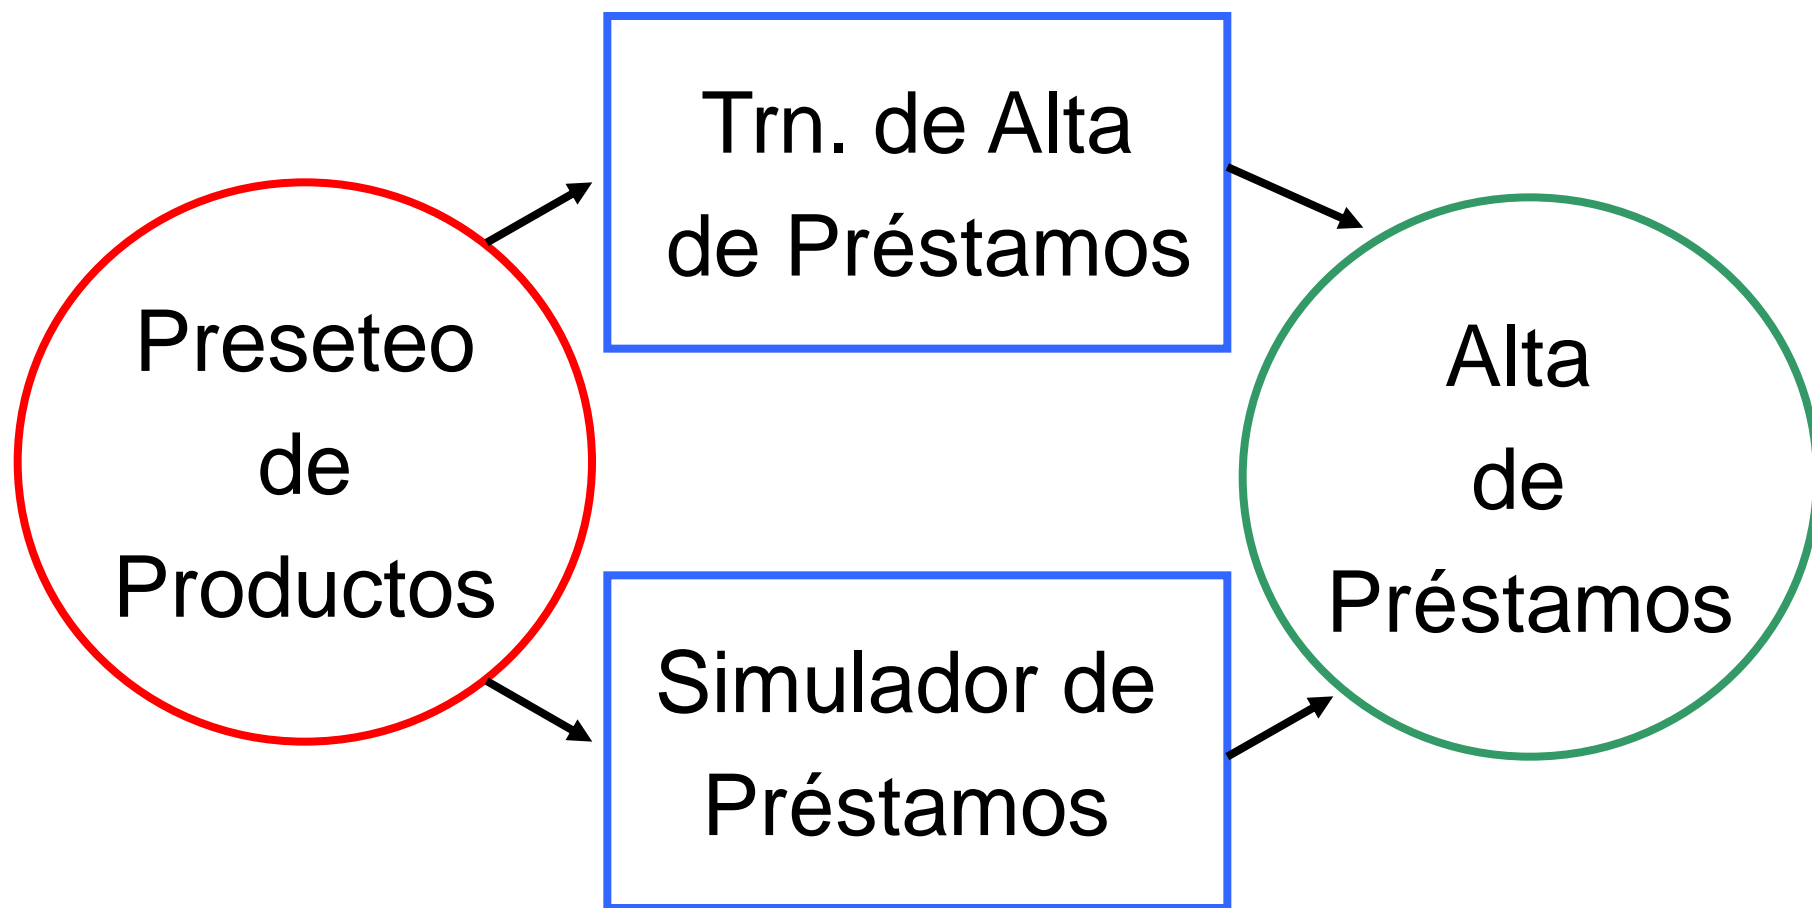 Trn. de Alta
de Préstamos
Preseteo
de
Productos
Alta
de
Préstamos
Simulador de
Préstamos